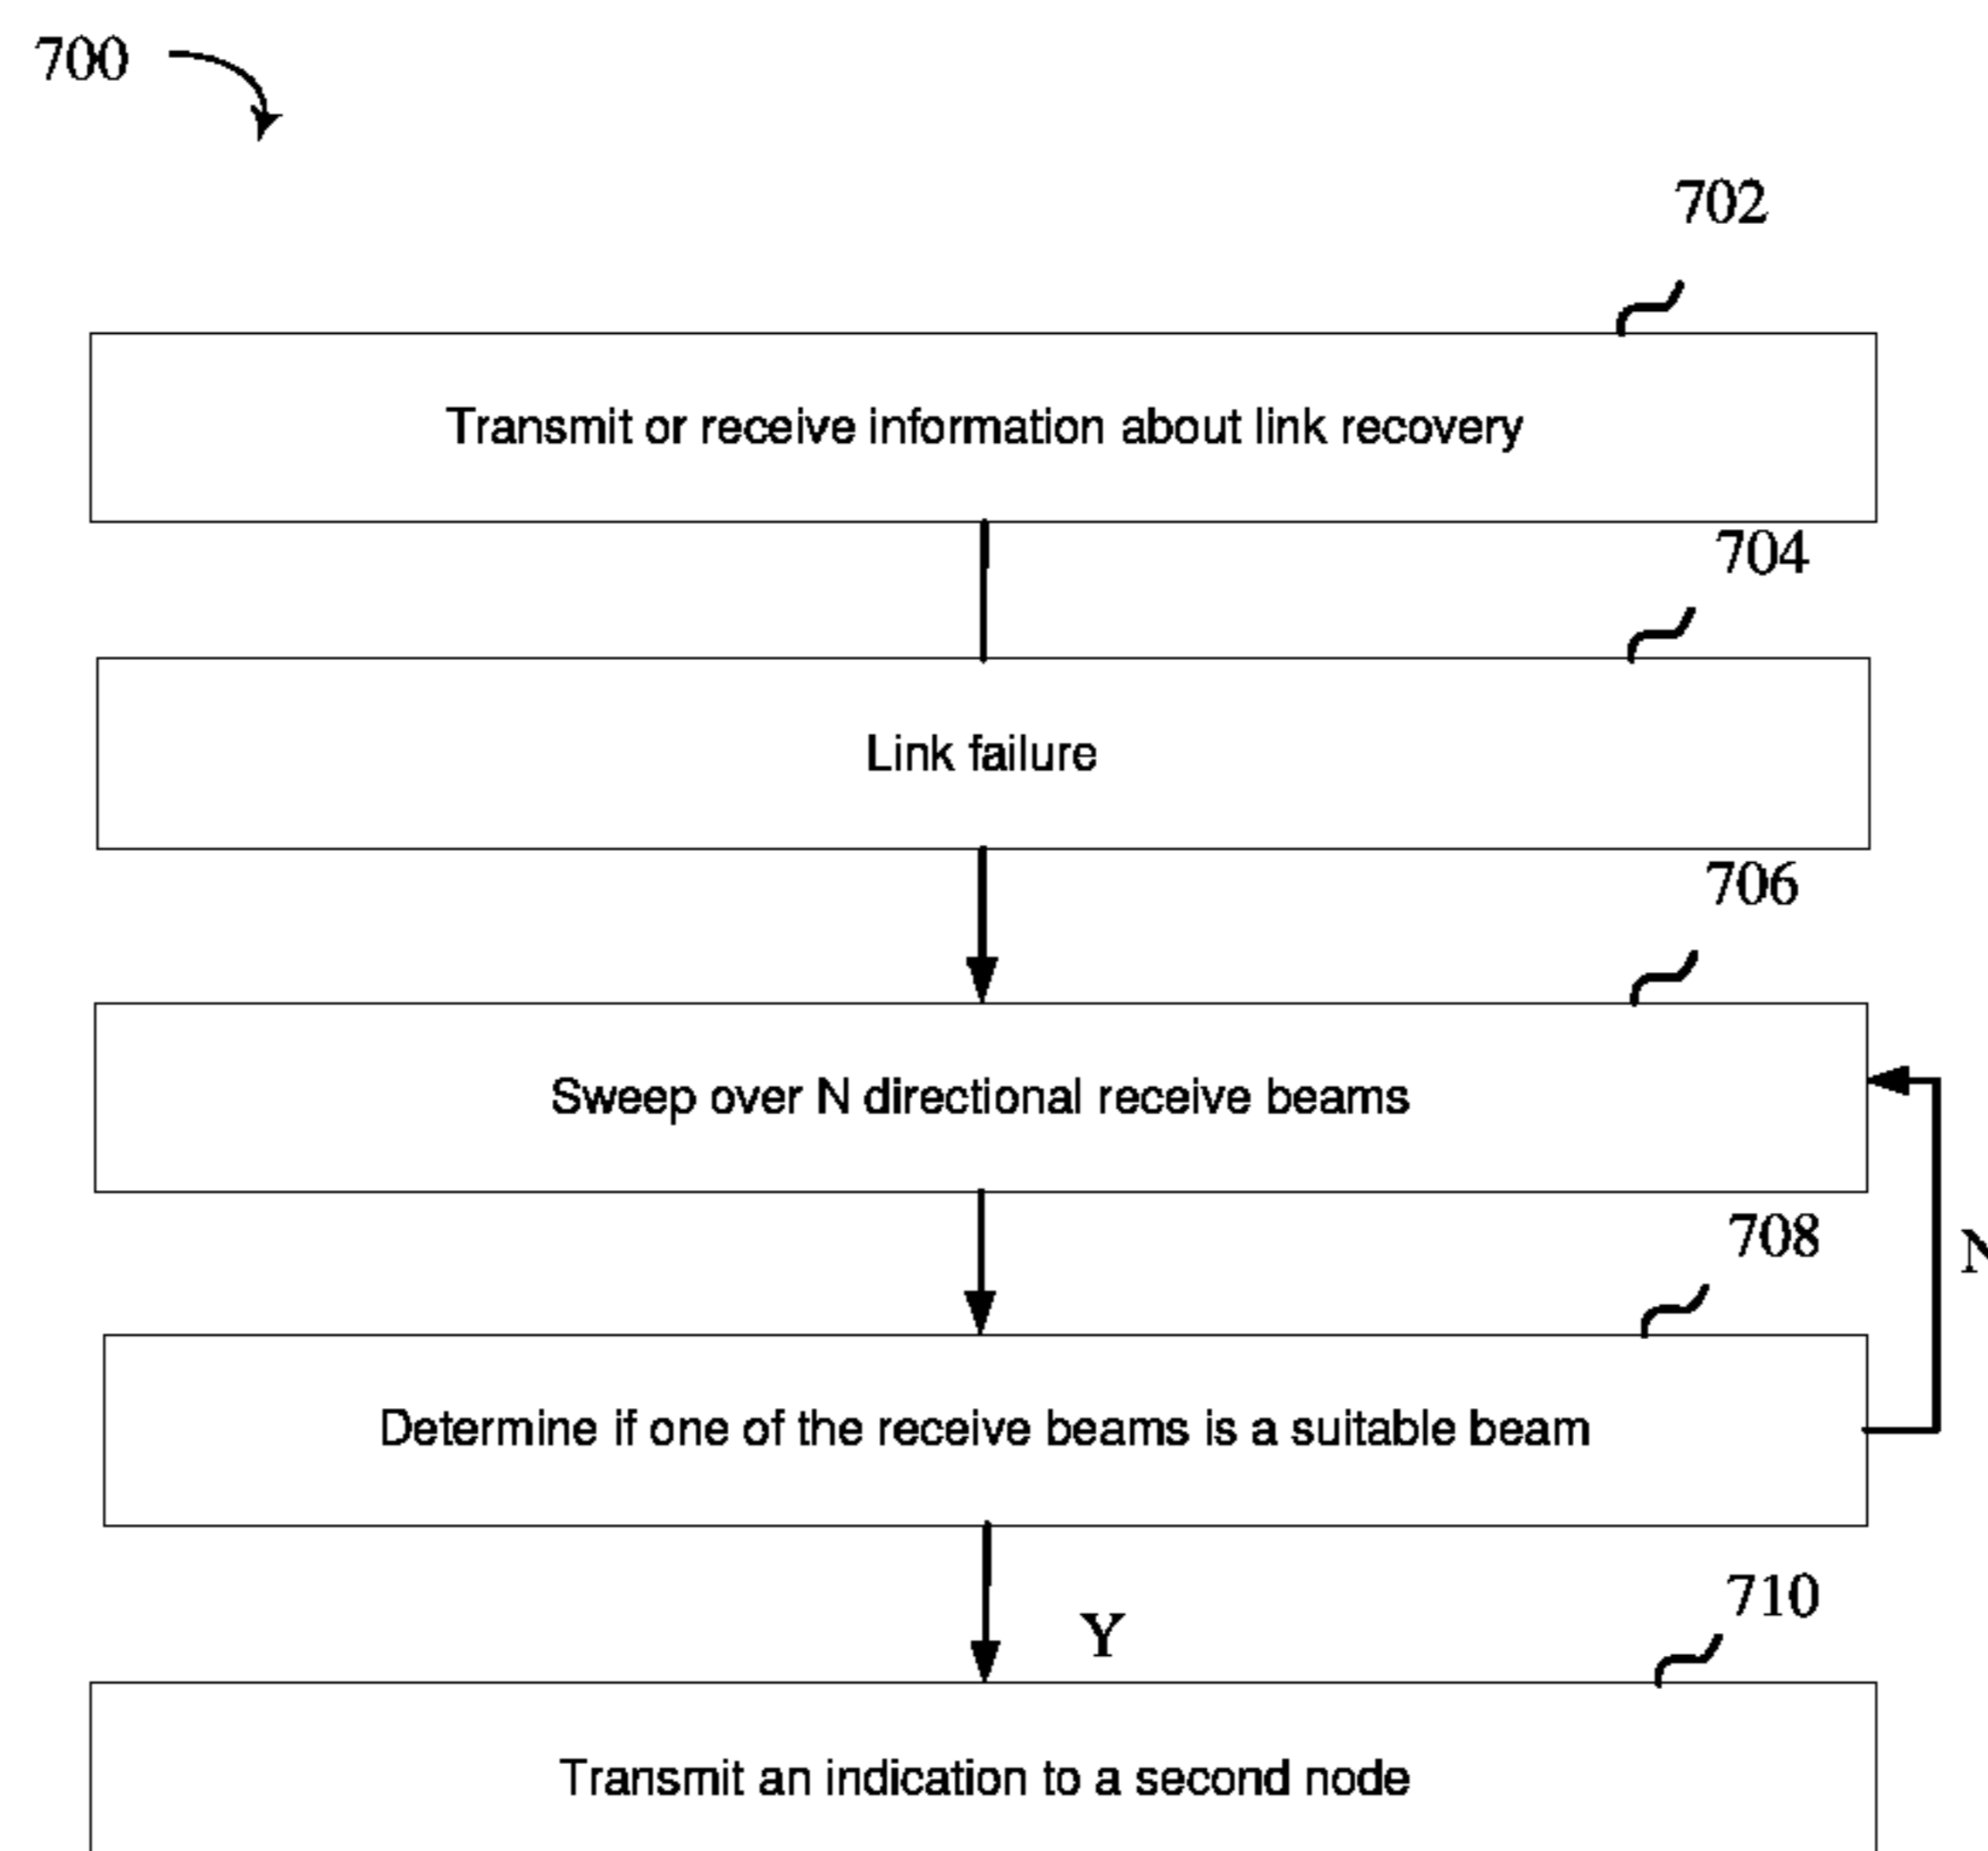 700
702
Transmit or receive information about link recovery
704
Link failure
706
Sweep over N directional receive beams
708
N
Determine if one of the receive beams is a suitable beam
710
Y
Transmit an indication to a second node